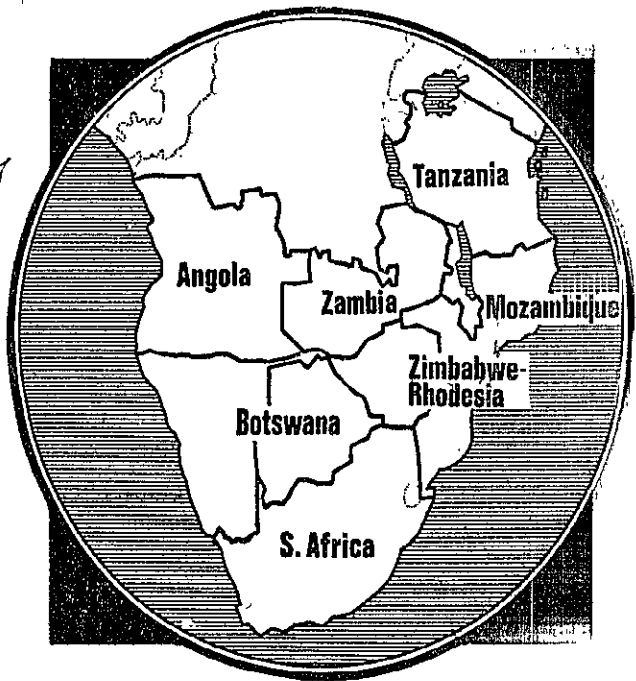 Tanzania
Angola
Zambia
Mozambique
Zimbabwe-
Rhodesia
Botswana
S. Africa